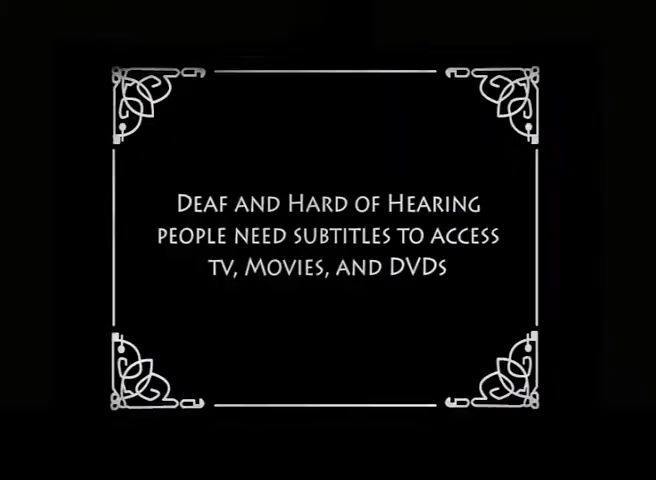 Deaf and Hard of Hearing
people need subtitles to access
TV, Movies, and DVDs